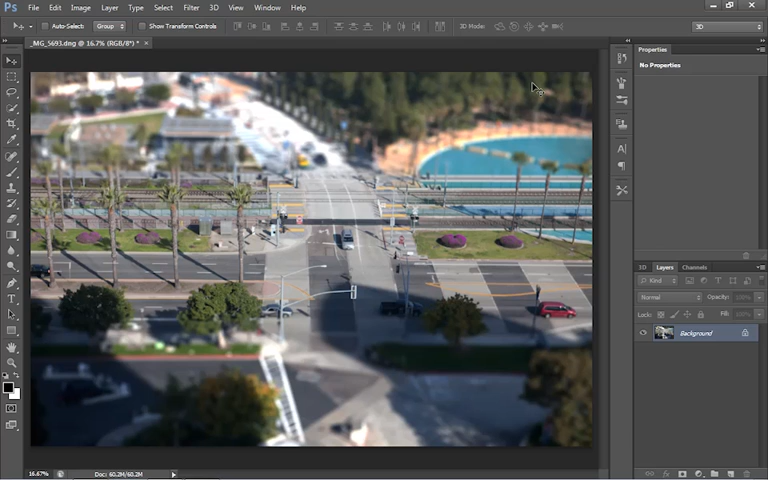 Ps File Edit Image Layer Type Select Filter 3D View Window Help
Auto-Select: Group Show Transform Controls 3D Mode: 3D
_MG_5693.dng @ 16.7% (RGB/8*) * ×
Properties
No Properties
3D Layers Channels
Kind
Normal Opacity: 100%
Lock: Fill: 100%
Background
16.67% Doc: 60.2M/60.2M